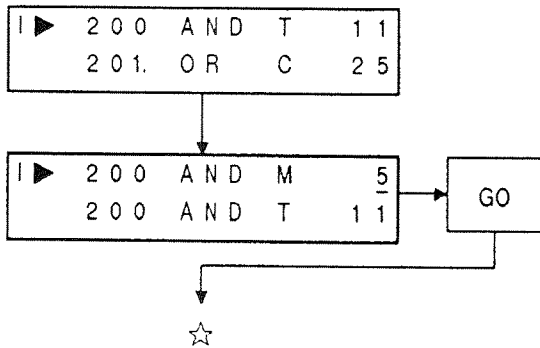 I▶ 200 AND T 11
201. OR C 25
I▶ 200 AND M 5
200 AND T 11
GO